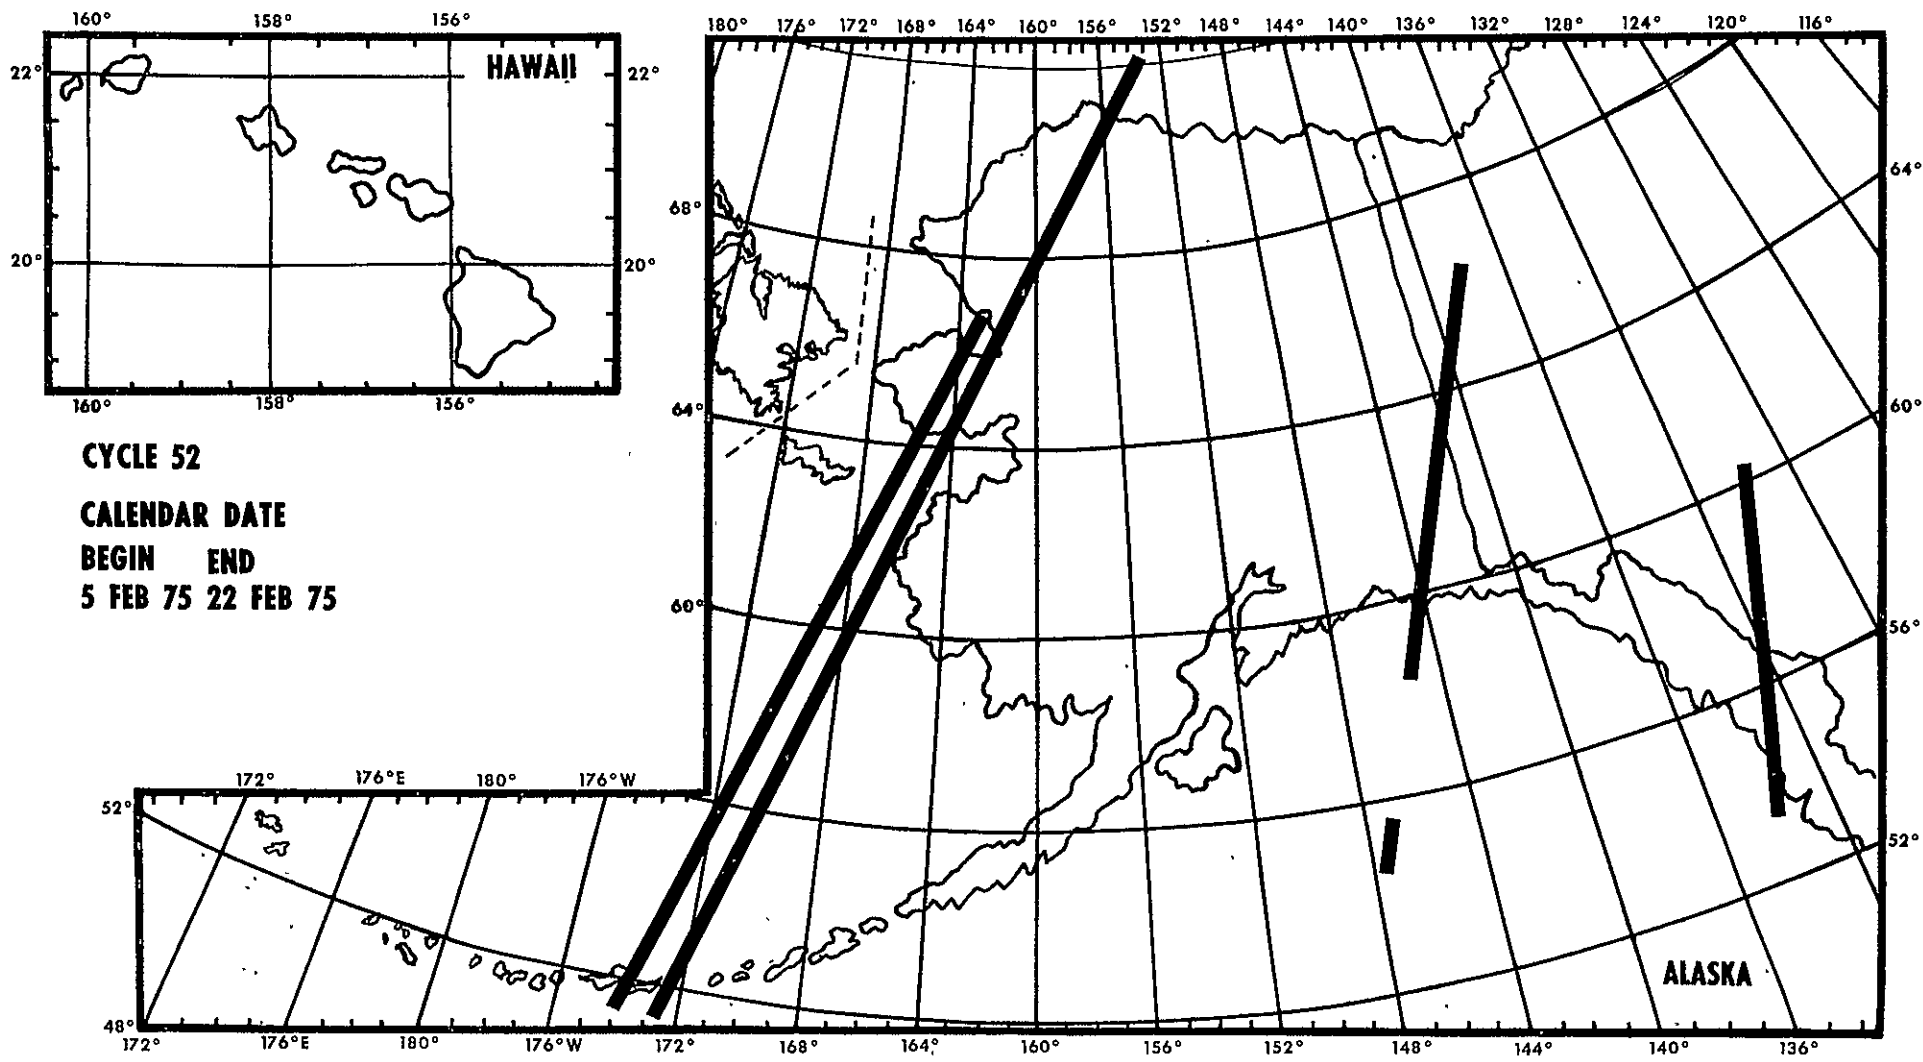 160° 158° 156°
HAWAII
22° 22°
20° 20°
160° 158° 156°
CYCLE 52
CALENDAR DATE
BEGIN END
5 FEB 75 22 FEB 75
180° 176° 172° 168° 164° 160° 156° 152° 148° 144° 140° 136° 132° 128° 124° 120° 116°
68° 64°
64° 60°
60° 56°
172° 176°E 180° 176°W
52° 52°
ALASKA
48°
172° 176°E 180° 176°W 172° 168° 164° 160° 156° 152° 148° 144° 140° 136°